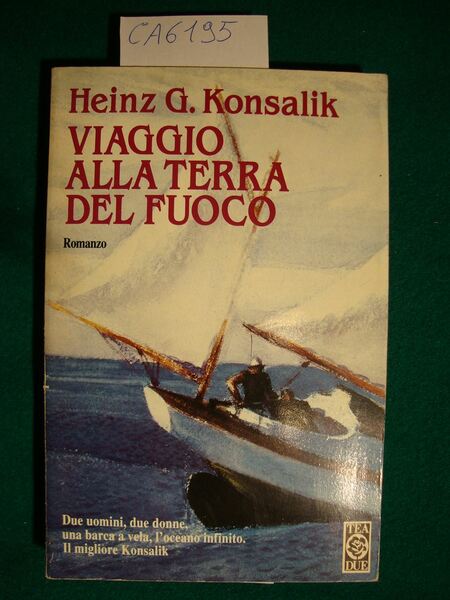 CA6195
Heinz G. Konsalik
VIAGGIO
ALLA TERRA
DEL FUOCO
Romanzo
Due uomini, due donne,
una barca a vela, l'oceano infinito.
Il migliore Konsalik
TEA
DUE